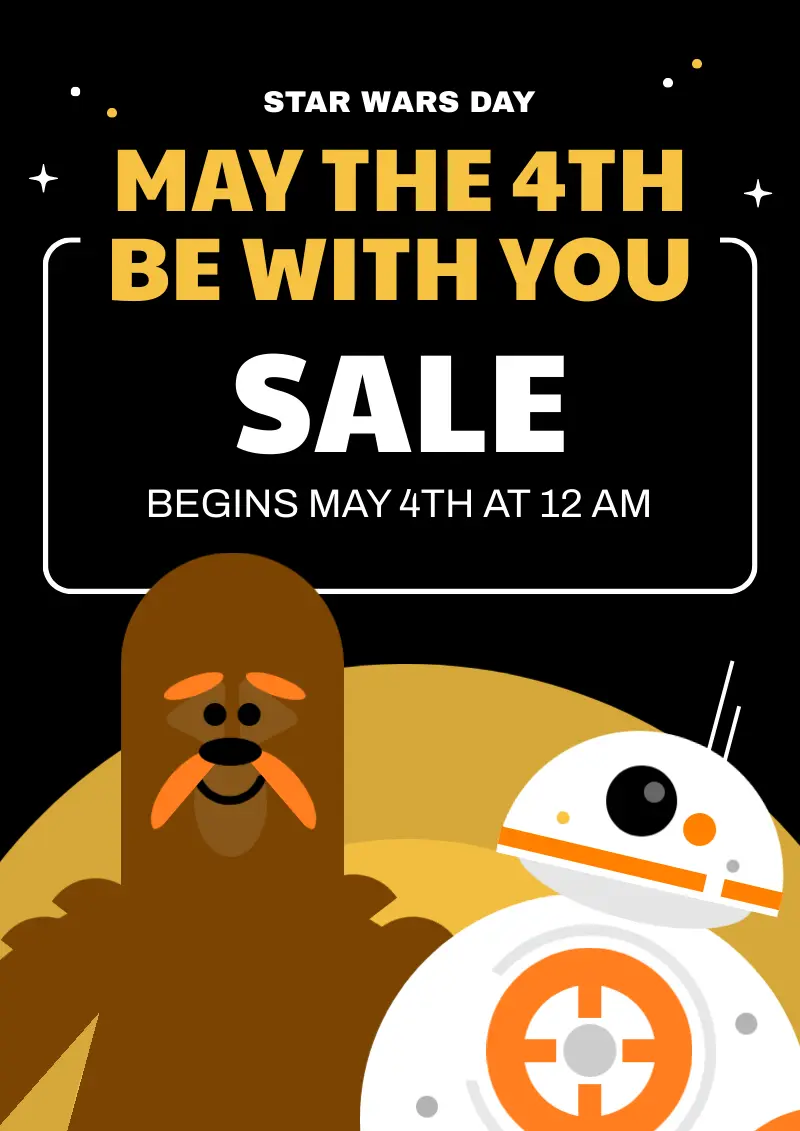 STAR WARS DAY
MAY THE 4TH
BE WITH YOU
SALE
BEGINS MAY 4TH AT 12 AM